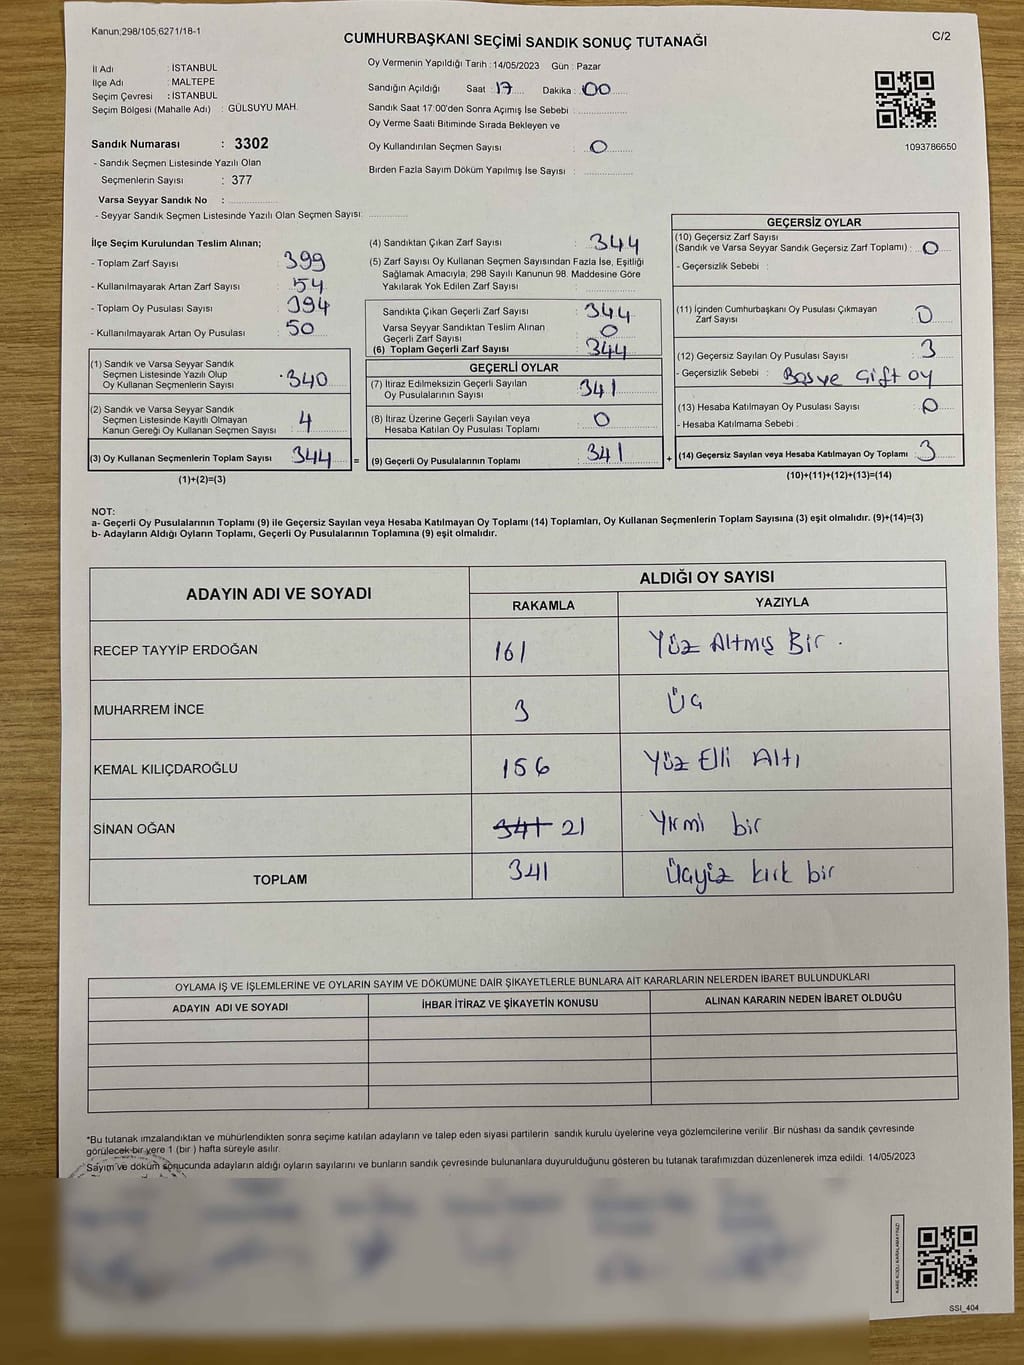 Kanun;298/105,6271/18-1
CUMHURBAŞKANI SEÇİMİ SANDIK SONUÇ TUTANAĞI
C/2
İl Adı : İSTANBUL
İlçe Adı : MALTEPE
Seçim Çevresi : İSTANBUL
Seçim Bölgesi (Mahalle Adı) : GÜLSUYU MAH.
Sandık Numarası : 3302
- Sandık Seçmen Listesinde Yazılı Olan
Seçmenlerin Sayısı : 377
Varsa Seyyar Sandık No :
- Seyyar Sandık Seçmen Listesinde Yazılı Olan Seçmen Sayısı:
Oy Vermenin Yapıldığı Tarih : 14/05/2023 Gün : Pazar
Sandığın Açıldığı Saat : 17 Dakika : 00
Sandık Saat 17:00'den Sonra Açımış İse Sebebi :
Oy Verme Saati Bitiminde Sırada Bekleyen ve
Oy Kullandırılan Seçmen Sayısı : 0
Birden Fazla Sayım Döküm Yapılmış İse Sayısı :
1093786650
İlçe Seçim Kurulundan Teslim Alınan;
- Toplam Zarf Sayısı : 399
- Kullanılmayarak Artan Zarf Sayısı : 54
- Toplam Oy Pusulası Sayısı : 394
- Kullanılmayarak Artan Oy Pusulası : 50
(1) Sandık ve Varsa Seyyar Sandık
Seçmen Listesinde Yazılı Olup
Oy Kullanan Seçmenlerin Sayısı 340
(2) Sandık ve Varsa Seyyar Sandık
Seçmen Listesinde Kayıtlı Olmayan
Kanun Gereği Oy Kullanan Seçmen Sayısı 4
(3) Oy Kullanan Seçmenlerin Toplam Sayısı 344 =
(1)+(2)=(3)
(4) Sandıktan Çıkan Zarf Sayısı : 344
(5) Zarf Sayısı Oy Kullanan Seçmen Sayısından Fazla İse, Eşitliği
Sağlamak Amacıyla; 298 Sayılı Kanunun 98. Maddesine Göre
Yakılarak Yok Edilen Zarf Sayısı :
Sandıkta Çıkan Geçerli Zarf Sayısı : 344
Varsa Seyyar Sandıktan Teslim Alınan
Geçerli Zarf Sayısı : 0
(6) Toplam Geçerli Zarf Sayısı : 344
GEÇERLİ OYLAR
(7) İtiraz Edilmeksizin Geçerli Sayılan
Oy Pusulalarının Sayısı : 341
(8) İtiraz Üzerine Geçerli Sayılan veya
Hesaba Katılan Oy Pusulası Toplamı : 0
(9) Geçerli Oy Pusulalarının Toplamı : 341 +
GEÇERSİZ OYLAR
(10) Geçersiz Zarf Sayısı
(Sandık ve Varsa Seyyar Sandık Geçersiz Zarf Toplamı) : 0
- Geçersizlik Sebebi :
(11) İçinden Cumhurbaşkanı Oy Pusulası Çıkmayan
Zarf Sayısı : 0
(12) Geçersiz Sayılan Oy Pusulası Sayısı : 3
- Geçersizlik Sebebi : Boş ve Çift oy
(13) Hesaba Katılmayan Oy Pusulası Sayısı : 0
- Hesaba Katılmama Sebebi :
(14) Geçersiz Sayılan veya Hesaba Katılmayan Oy Toplamı : 3
(10)+(11)+(12)+(13)=(14)
NOT:
a- Geçerli Oy Pusulalarının Toplamı (9) ile Geçersiz Sayılan veya Hesaba Katılmayan Oy Toplamı (14) Toplamları, Oy Kullanan Seçmenlerin Toplam Sayısına (3) eşit olmalıdır. (9)+(14)=(3)
b- Adayların Aldığı Oyların Toplamı, Geçerli Oy Pusulalarının Toplamına (9) eşit olmalıdır.
ADAYIN ADI VE SOYADI
ALDIĞI OY SAYISI
RAKAMLA YAZIYLA
RECEP TAYYİP ERDOĞAN 161 Yüz Altmış Bir .
MUHARREM İNCE 3 Üç
KEMAL KILIÇDAROĞLU 156 Yüz Elli Altı
SİNAN OĞAN 341 21 Yirmi bir
TOPLAM 341 Üçyüz kırk bir
OYLAMA İŞ VE İŞLEMLERİNE VE OYLARIN SAYIM VE DÖKÜMÜNE DAİR ŞİKAYETLERLE BUNLARA AİT KARARLARIN NELERDEN İBARET BULUNDUKLARI
ADAYIN ADI VE SOYADI İHBAR İTİRAZ VE ŞİKAYETİN KONUSU ALINAN KARARIN NEDEN İBARET OLDUĞU
*Bu tutanak imzalandıktan ve mühürlendikten sonra seçime katılan adayların ve talep eden siyasi partilerin sandık kurulu üyelerine veya gözlemcilerine verilir. Bir nüshası da sandık çevresinde
görülecek bir yere 1 (bir ) hafta süreyle asılır.
Sayım ve döküm sonucunda adayların aldığı oyların sayılarını ve bunların sandık çevresinde bulunanlara duyurulduğunu gösteren bu tutanak tarafımızdan düzenlenerek imza edildi. 14/05/2023
KARE KODU KARALAMAYINIZ!
SSI_404